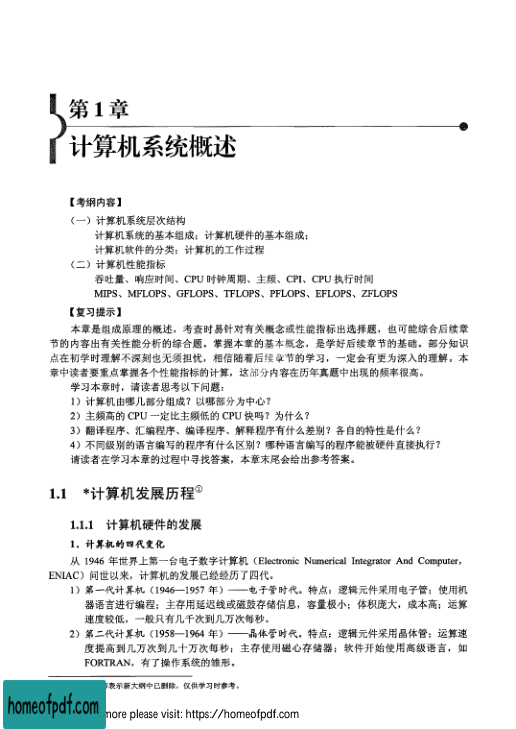 第1章
计算机系统概述
【考纲内容】
（一）计算机系统层次结构
计算机系统的基本组成；计算机硬件的基本组成；
计算机软件的分类；计算机的工作过程
（二）计算机性能指标
吞吐量、响应时间、CPU 时钟周期、主频、CPI、CPU 执行时间
MIPS、MFLOPS、GFLOPS、TFLOPS、PFLOPS、EFLOPS、ZFLOPS
【复习提示】
本章是组成原理的概述，考查时易针对有关概念或性能指标出选择题，也可能综合后续章
节的内容出有关性能分析的综合题，掌握本章的基本概念，是学好后续章节的基础。部分知识
点在初学时理解不深刻也无须担忧，相信随着后续章节的学习，一定会有更为深入的理解。本
章中读者要重点掌握各个性能指标的计算，这部分内容在历年真题中出现的频率很高。
学习本章时，请读者思考以下问题：
1）计算机由哪几部分组成？以哪部分为中心？
2）主频高的 CPU 一定比主频低的 CPU 快吗？为什么？
3）翻译程序、汇编程序、编译程序、解释程序有什么差别？各自的特性是什么？
4）不同级别的语言编写的程序有什么区别？哪种语言编写的程序能被硬件直接执行？
请读者在学习本章的过程中寻找答案，本章末尾会给出参考答案。
1.1 *计算机发展历程①
1.1.1 计算机硬件的发展
1．计算机的四代变化
从 1946 年世界上第一台电子数字计算机（Electronic Numerical Integrator And Computer，
ENIAC）问世以来，计算机的发展已经经历了四代。
1）第一代计算机（1946—1957 年）——电子管时代。特点：逻辑元件采用电子管；使用机
器语言进行编程；主存用延迟线或磁鼓存储信息，容量极小；体积庞大，成本高；运算
速度较低，一般只有几千次到几万次每秒。
2）第二代计算机（1958—1964 年）——晶体管时代。特点：逻辑元件采用晶体管；运算速
度提高到几万次到几十万次每秒；主存使用磁心存储器；软件开始使用高级语言，如
FORTRAN，有了操作系统的雏形。
表示新大纲中已删除，仅供学习时参考。
homeofpdf.com
more please visit: https://homeofpdf.com